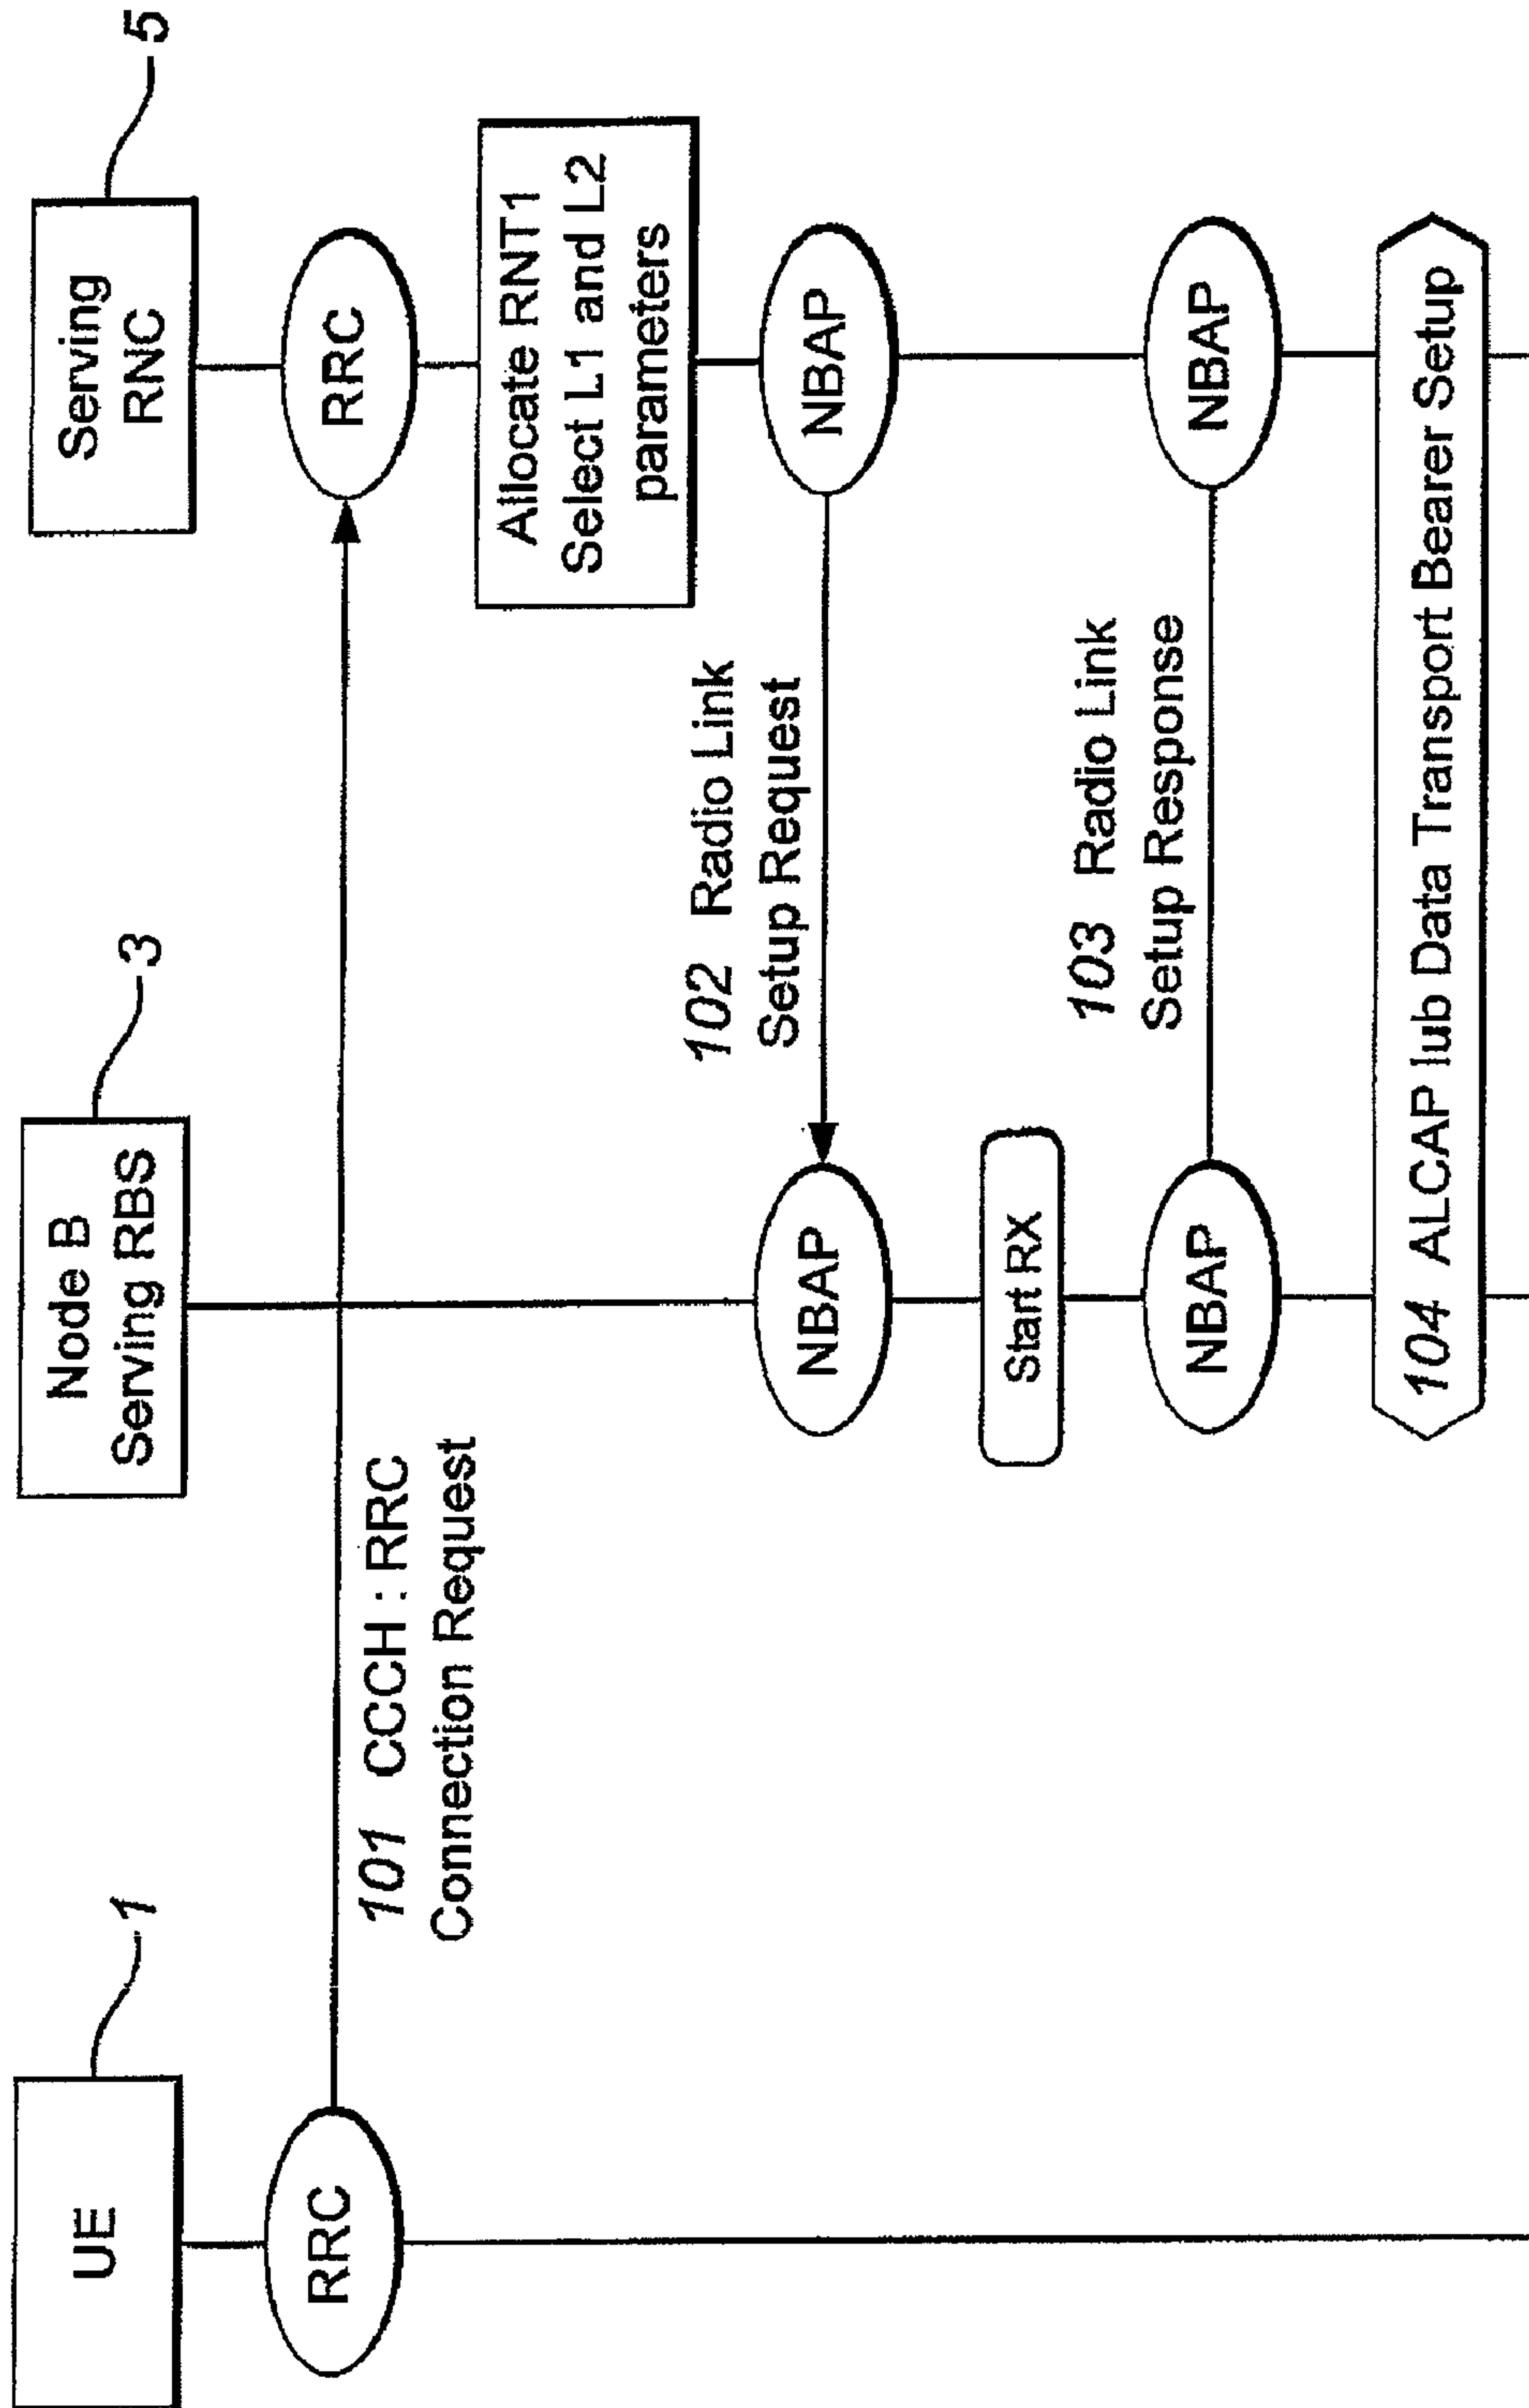 UE
1
Node B
Serving RBS
3
Serving
RNC
5
RRC
RRC
101 CCCH : RRC
Connection Request
Allocate RNT1
Select L1 and L2
parameters
NBAP
NBAP
102 Radio Link
Setup Request
Start RX
NBAP
NBAP
103 Radio Link
Setup Response
104 ALCAP Iub Data Transport Bearer Setup